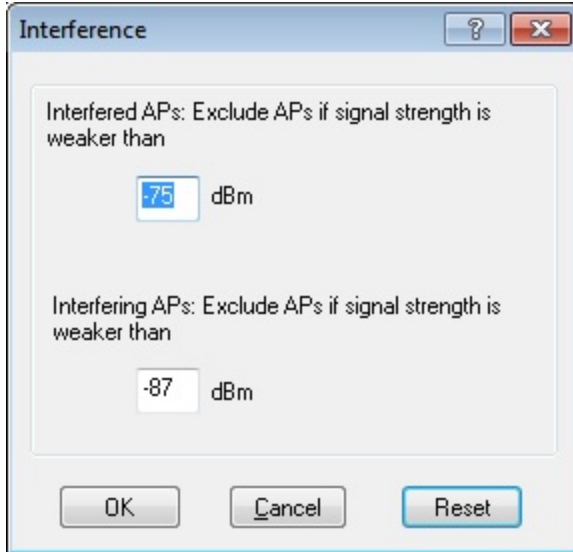 Interference
?
Interfered APs: Exclude APs if signal strength is
weaker than
-75 dBm
Interfering APs: Exclude APs if signal strength is
weaker than
-87 dBm
OK Cancel Reset